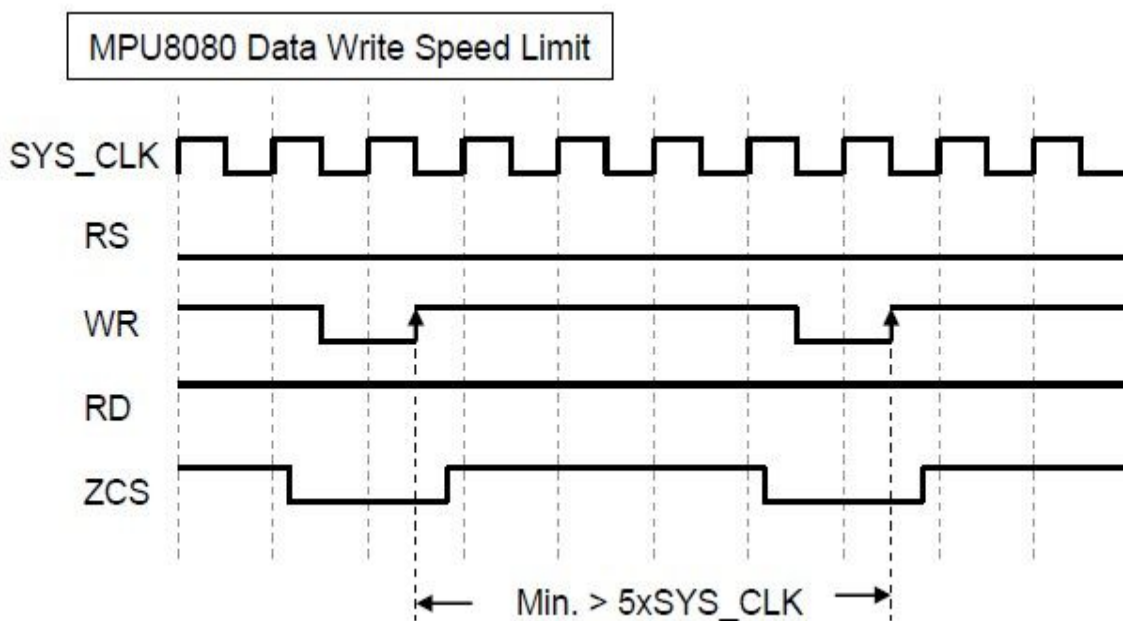 MPU8080 Data Write Speed Limit
SYS_CLK
RS
WR
RD
ZCS
Min. > 5xSYS_CLK